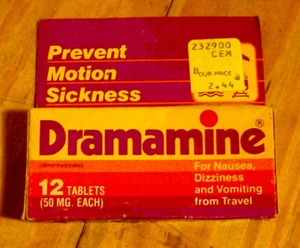 Prevent
Motion
Sickness
232900
GEM
OUR PRICE
2.44
Dramamine®
(dimenhydrinate)
12 TABLETS
(50 MG. EACH)
For Nausea,
Dizziness
and Vomiting
from Travel